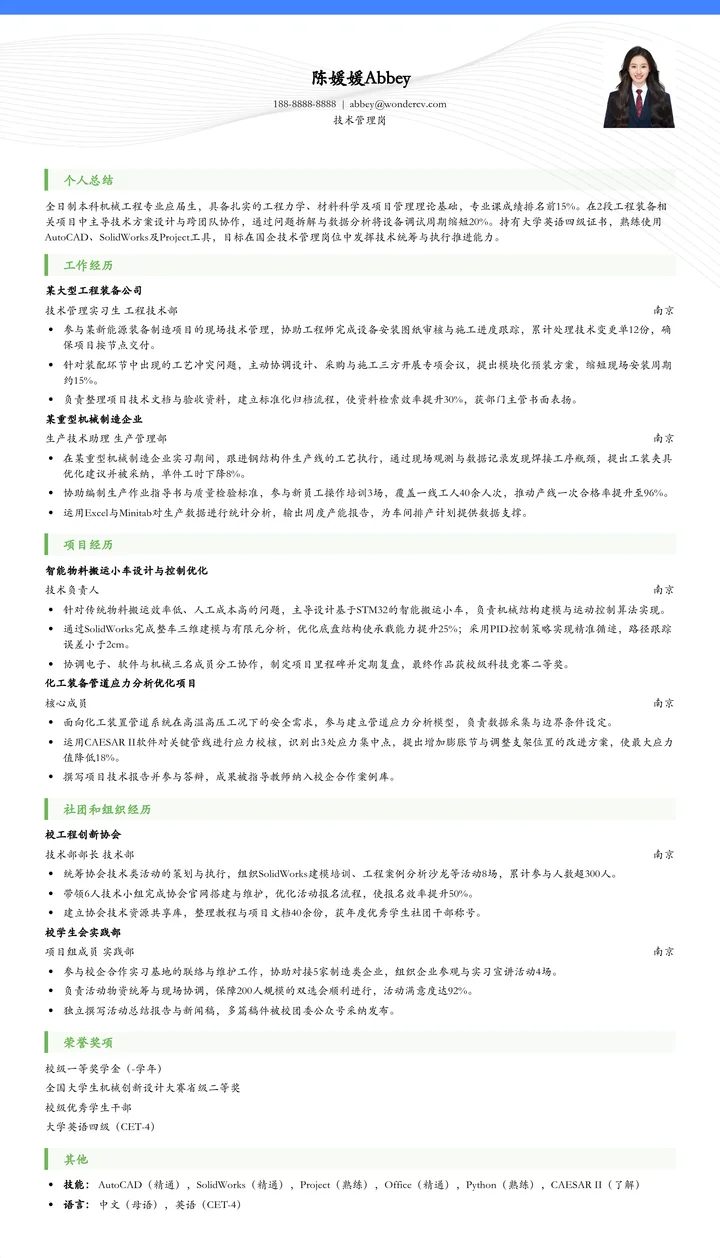 陈媛媛Abbey
188-8888-8888 | abbey@wondercv.com
技术管理岗
个人总结
全日制本科机械工程专业应届生，具备扎实的工程力学、材料科学及项目管理理论基础，专业课成绩排名前15%。在2段工程装备相
关项目中主导技术方案设计与跨团队协作，通过问题拆解与数据分析将设备调试周期缩短20%。持有大学英语四级证书，熟练使用
AutoCAD、SolidWorks及Project工具，目标在国企技术管理岗位中发挥技术统筹与执行推进能力。
工作经历
某大型工程装备公司
技术管理实习生 工程技术部 南京
• 参与某新能源装备制造项目的现场技术管理，协助工程师完成设备安装图纸审核与施工进度跟踪，累计处理技术变更单12份，确
保项目按节点交付。
• 针对装配环节中出现的工艺冲突问题，主动协调设计、采购与施工三方开展专项会议，提出模块化预装方案，缩短现场安装周期
约15%。
• 负责整理项目技术文档与验收资料，建立标准化归档流程，使资料检索效率提升30%，获部门主管书面表扬。
某重型机械制造企业
生产技术助理 生产管理部 南京
• 在某重型机械制造企业实习期间，跟进钢结构件生产线的工艺执行，通过现场观测与数据记录发现焊接工序瓶颈，提出工装夹具
优化建议并被采纳，单件工时下降8%。
• 协助编制生产作业指导书与质量检验标准，参与新员工操作培训3场，覆盖一线工人40余人次，推动产线一次合格率提升至96%。
• 运用Excel与Minitab对生产数据进行统计分析，输出周度产能报告，为车间排产计划提供数据支撑。
项目经历
智能物料搬运小车设计与控制优化
技术负责人 南京
• 针对传统物料搬运效率低、人工成本高的问题，主导设计基于STM32的智能搬运小车，负责机械结构建模与运动控制算法实现。
• 通过SolidWorks完成整车三维建模与有限元分析，优化底盘结构使承载能力提升25%；采用PID控制策略实现精准循迹，路径跟踪
误差小于2cm。
• 协调电子、软件与机械三名成员分工协作，制定项目里程碑并定期复盘，最终作品获校级科技竞赛二等奖。
化工装备管道应力分析优化项目
核心成员 南京
• 面向化工装置管道系统在高温高压工况下的安全需求，参与建立管道应力分析模型，负责数据采集与边界条件设定。
• 运用CAESAR II软件对关键管线进行应力校核，识别出3处应力集中点，提出增加膨胀节与调整支架位置的改进方案，使最大应力
值降低18%。
• 撰写项目技术报告并参与答辩，成果被指导教师纳入校企合作案例库。
社团和组织经历
校工程创新协会
技术部部长 技术部 南京
• 统筹协会技术类活动的策划与执行，组织SolidWorks建模培训、工程案例分析沙龙等活动8场，累计参与人数超300人。
• 带领6人技术小组完成协会官网搭建与维护，优化活动报名流程，使报名效率提升50%。
• 建立协会技术资源共享库，整理教程与项目文档40余份，获年度优秀学生社团干部称号。
校学生会实践部
项目组成员 实践部 南京
• 参与校企合作实习基地的联络与维护工作，协助对接5家制造类企业，组织企业参观与实习宣讲活动4场。
• 负责活动物资统筹与现场协调，保障200人规模的双选会顺利进行，活动满意度达92%。
• 独立撰写活动总结报告与新闻稿，多篇稿件被校团委公众号采纳发布。
荣誉奖项
校级一等奖学金（-学年）
全国大学生机械创新设计大赛省级二等奖
校级优秀学生干部
大学英语四级（CET-4）
其他
• 技能： AutoCAD（精通）, SolidWorks（精通）, Project（熟练）, Office（精通）, Python（熟练）, CAESAR II（了解）
• 语言： 中文（母语）, 英语（CET-4）